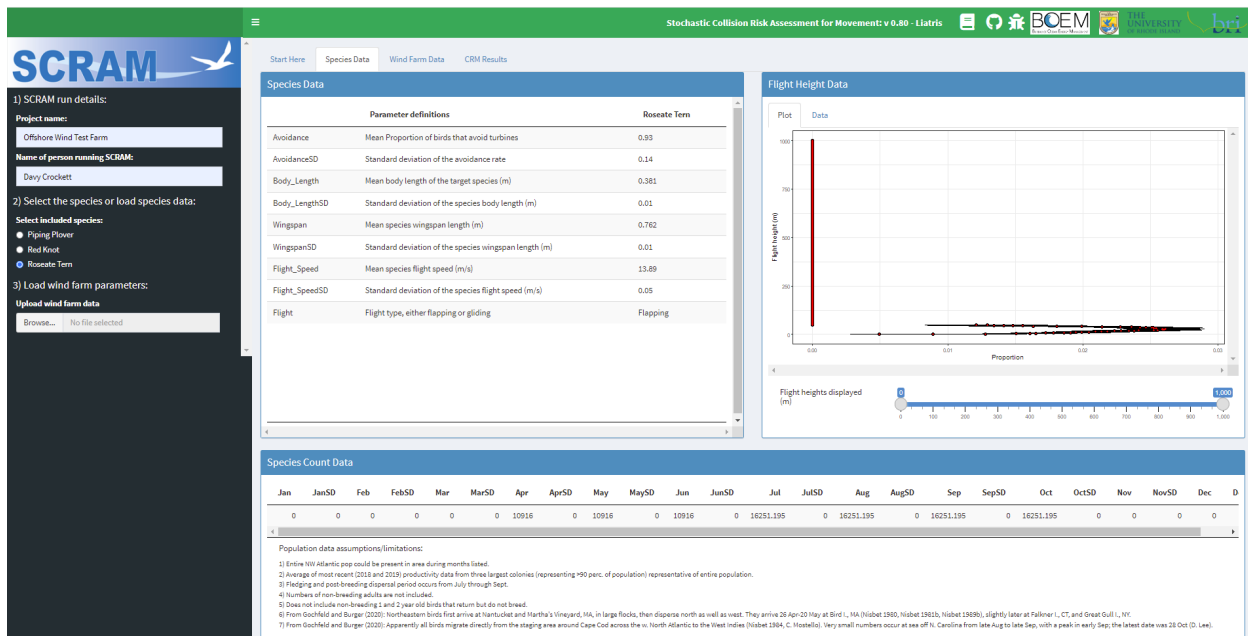 Stochastic Collision Risk Assessment for Movement: v 0.80 - Liatris
BOEM
Bureau of Ocean Energy Management
THE
UNIVERSITY
OF RHODE ISLAND
bri
SCRAM
1) SCRAM run details:
Project name:
Offshore Wind Test Farm
Name of person running SCRAM:
Davy Crockett
2) Select the species or load species data:
Select included species:
Piping Plover
Red Knot
Roseate Tern
3) Load wind farm parameters:
Upload wind farm data
Browse... No file selected
Start Here Species Data Wind Farm Data CRM Results
Species Data
Parameter definitions Roseate Tern
Avoidance Mean Proportion of birds that avoid turbines 0.93
AvoidanceSD Standard deviation of the avoidance rate 0.14
Body_Length Mean body length of the target species (m) 0.381
Body_LengthSD Standard deviation of the species body length (m) 0.01
Wingspan Mean species wingspan length (m) 0.762
WingspanSD Standard deviation of the species wingspan length (m) 0.01
Flight_Speed Mean species flight speed (m/s) 13.89
Flight_SpeedSD Standard deviation of the species flight speed (m/s) 0.05
Flight Flight type, either flapping or gliding Flapping
Flight Height Data
Plot Data
1000
750
500
250
0
Flight height (m)
0.00 0.01 0.02 0.03
Proportion
Flight heights displayed
(m)
0 1,000
0 100 200 300 400 500 600 700 800 900 1,000
Species Count Data
Jan JanSD Feb FebSD Mar MarSD Apr AprSD May MaySD Jun JunSD Jul JulSD Aug AugSD Sep SepSD Oct OctSD Nov NovSD Dec D
0 0 0 0 0 0 10916 0 10916 0 10916 0 16251.195 0 16251.195 0 16251.195 0 16251.195 0 0 0 0
Population data assumptions/limitations:
1) Entire NW Atlantic pop could be present in area during months listed.
2) Average of most recent (2018 and 2019) productivity data from three largest colonies (representing >90 perc. of population) representative of entire population.
3) Fledging and post-breeding dispersal period occurs from July through Sept.
4) Numbers of non-breeding adults are not included.
5) Does not include non-breeding 1 and 2 year old birds that return but do not breed.
6) From Gochfeld and Burger (2020): Northeastern birds first arrive at Nantucket and Martha's Vineyard, MA, in large flocks, then disperse north as well as west. They arrive 26 Apr-20 May at Bird I., MA (Nisbet 1980, Nisbet 1981b, Nisbet 1989b), slightly later at Falkner I., CT, and Great Gull I., NY.
7) From Gochfeld and Burger (2020): Apparently all birds migrate directly from the staging area around Cape Cod across the w. North Atlantic to the West Indies (Nisbet 1984, C. Mostello). Very small numbers occur at sea off N. Carolina from late Aug to late Sep, with a peak in early Sep; the latest date was 28 Oct (D. Lee).